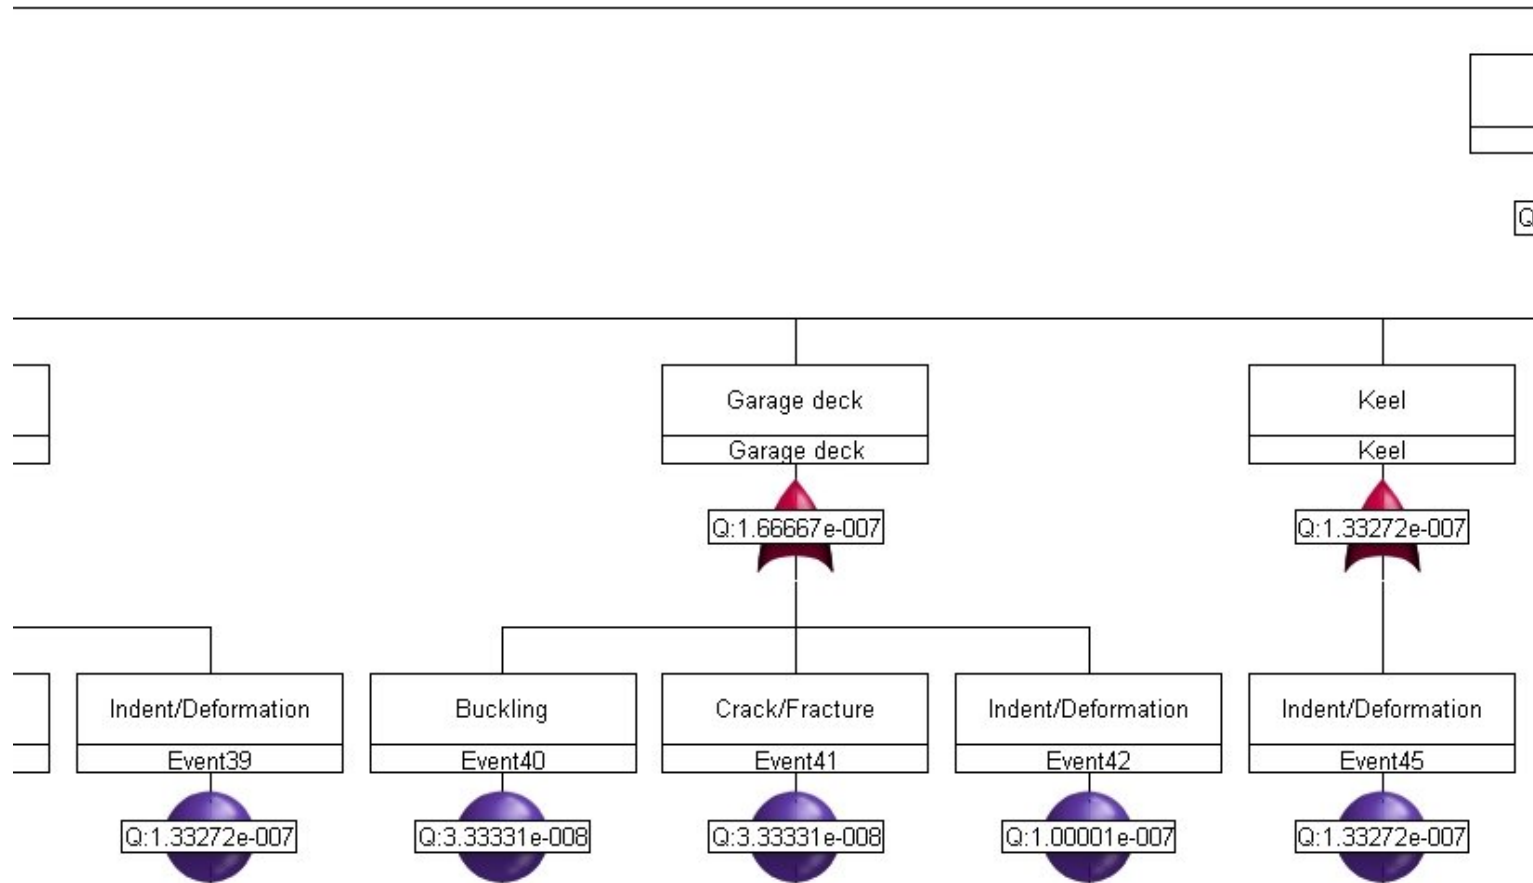 Q
Garage deck
Garage deck
Q:1.66667e-007
Keel
Keel
Q:1.33272e-007
Indent/Deformation
Event39
Q:1.33272e-007
Buckling
Event40
Q:3.33331e-008
Crack/Fracture
Event41
Q:3.33331e-008
Indent/Deformation
Event42
Q:1.00001e-007
Indent/Deformation
Event45
Q:1.33272e-007